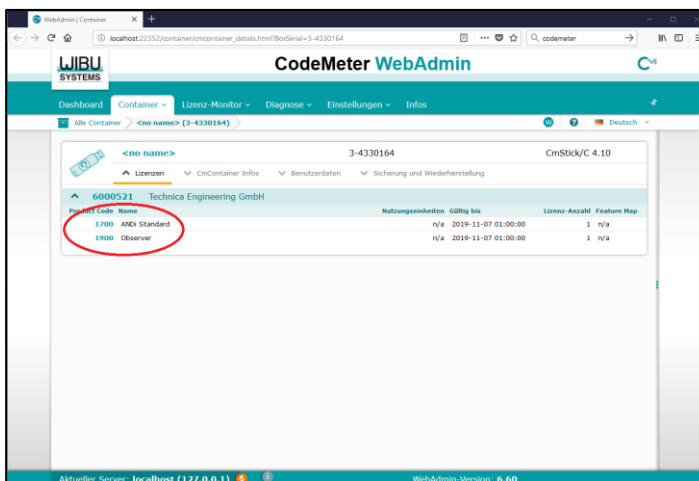 WebAdmin | Container
localhost:22352/container/cmcontainer_details.html?BoxSerial=3-4330164
codemeter
WIBU
SYSTEMS
CodeMeter WebAdmin
Dashboard Container Lizenz-Monitor Diagnose Einstellungen Infos
Alle Container <no name> (3-4330164) Deutsch
<no name> 3-4330164 CmStick/C 4.10
Lizenzen CmContainer Infos Benutzerdaten Sicherung und Wiederherstellung
6000521 Technica Engineering GmbH
Product Code Name Nutzungseinheiten Gültig bis Lizenz-Anzahl Feature Map
1700 ANDi Standard n/a 2019-11-07 01:00:00 1 n/a
1900 Observer n/a 2019-11-07 01:00:00 1 n/a
Aktueller Server: localhost (127.0.0.1) WebAdmin-Version: 6.60